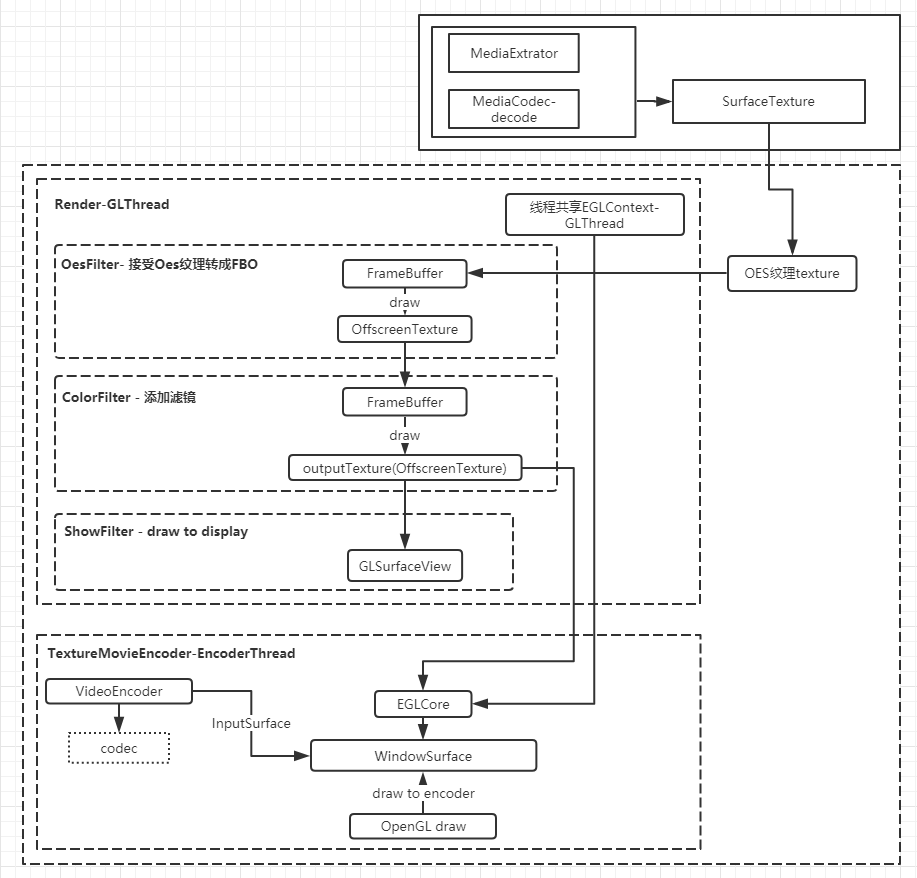 MediaExtrator
MediaCodec-
decode
SurfaceTexture
Render-GLThread
线程共享EGLContext-
GLThread
OesFilter- 接受Oes纹理转成FBO
FrameBuffer
OES纹理texture
draw
OffscreenTexture
ColorFilter - 添加滤镜
FrameBuffer
draw
outputTexture(OffscreenTexture)
ShowFilter - draw to display
GLSurfaceView
TextureMovieEncoder-EncoderThread
VideoEncoder
EGLCore
InputSurface
codec
WindowSurface
draw to encoder
OpenGL draw